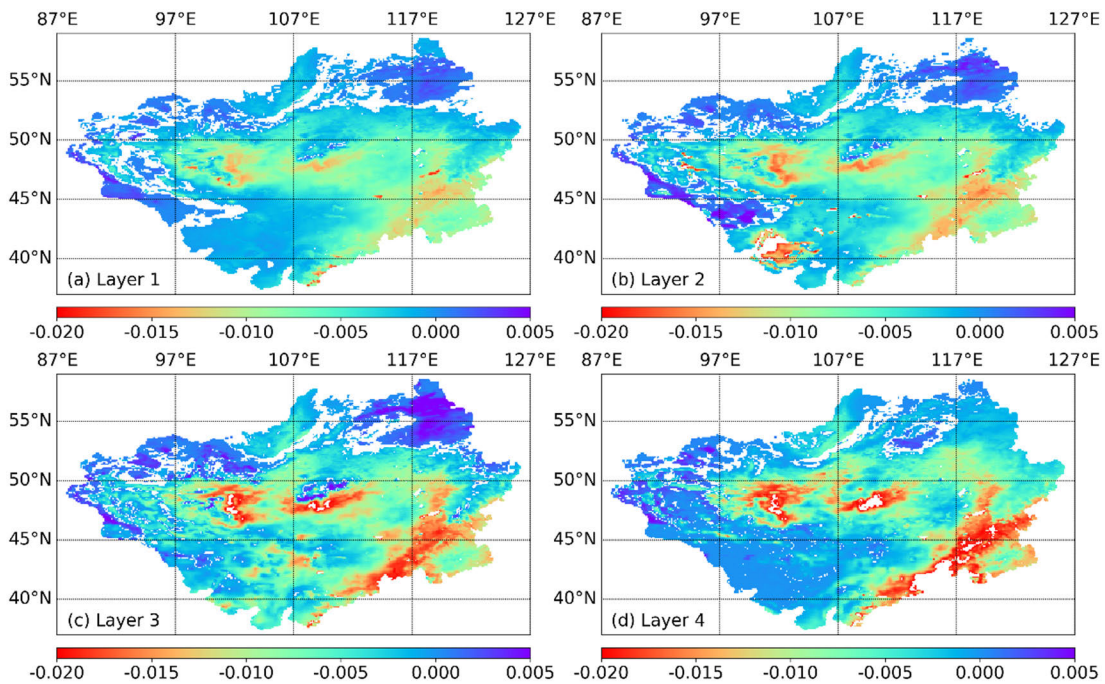 87°E 97°E 107°E 117°E 127°E 87°E 97°E 107°E 117°E 127°E
55°N 55°N
50°N 50°N
45°N 45°N
40°N 40°N
(a) Layer 1 (b) Layer 2
-0.020 -0.015 -0.010 -0.005 0.000 0.005 -0.020 -0.015 -0.010 -0.005 0.000 0.005
87°E 97°E 107°E 117°E 127°E 87°E 97°E 107°E 117°E 127°E
55°N 55°N
50°N 50°N
45°N 45°N
40°N 40°N
(c) Layer 3 (d) Layer 4
-0.020 -0.015 -0.010 -0.005 0.000 0.005 -0.020 -0.015 -0.010 -0.005 0.000 0.005